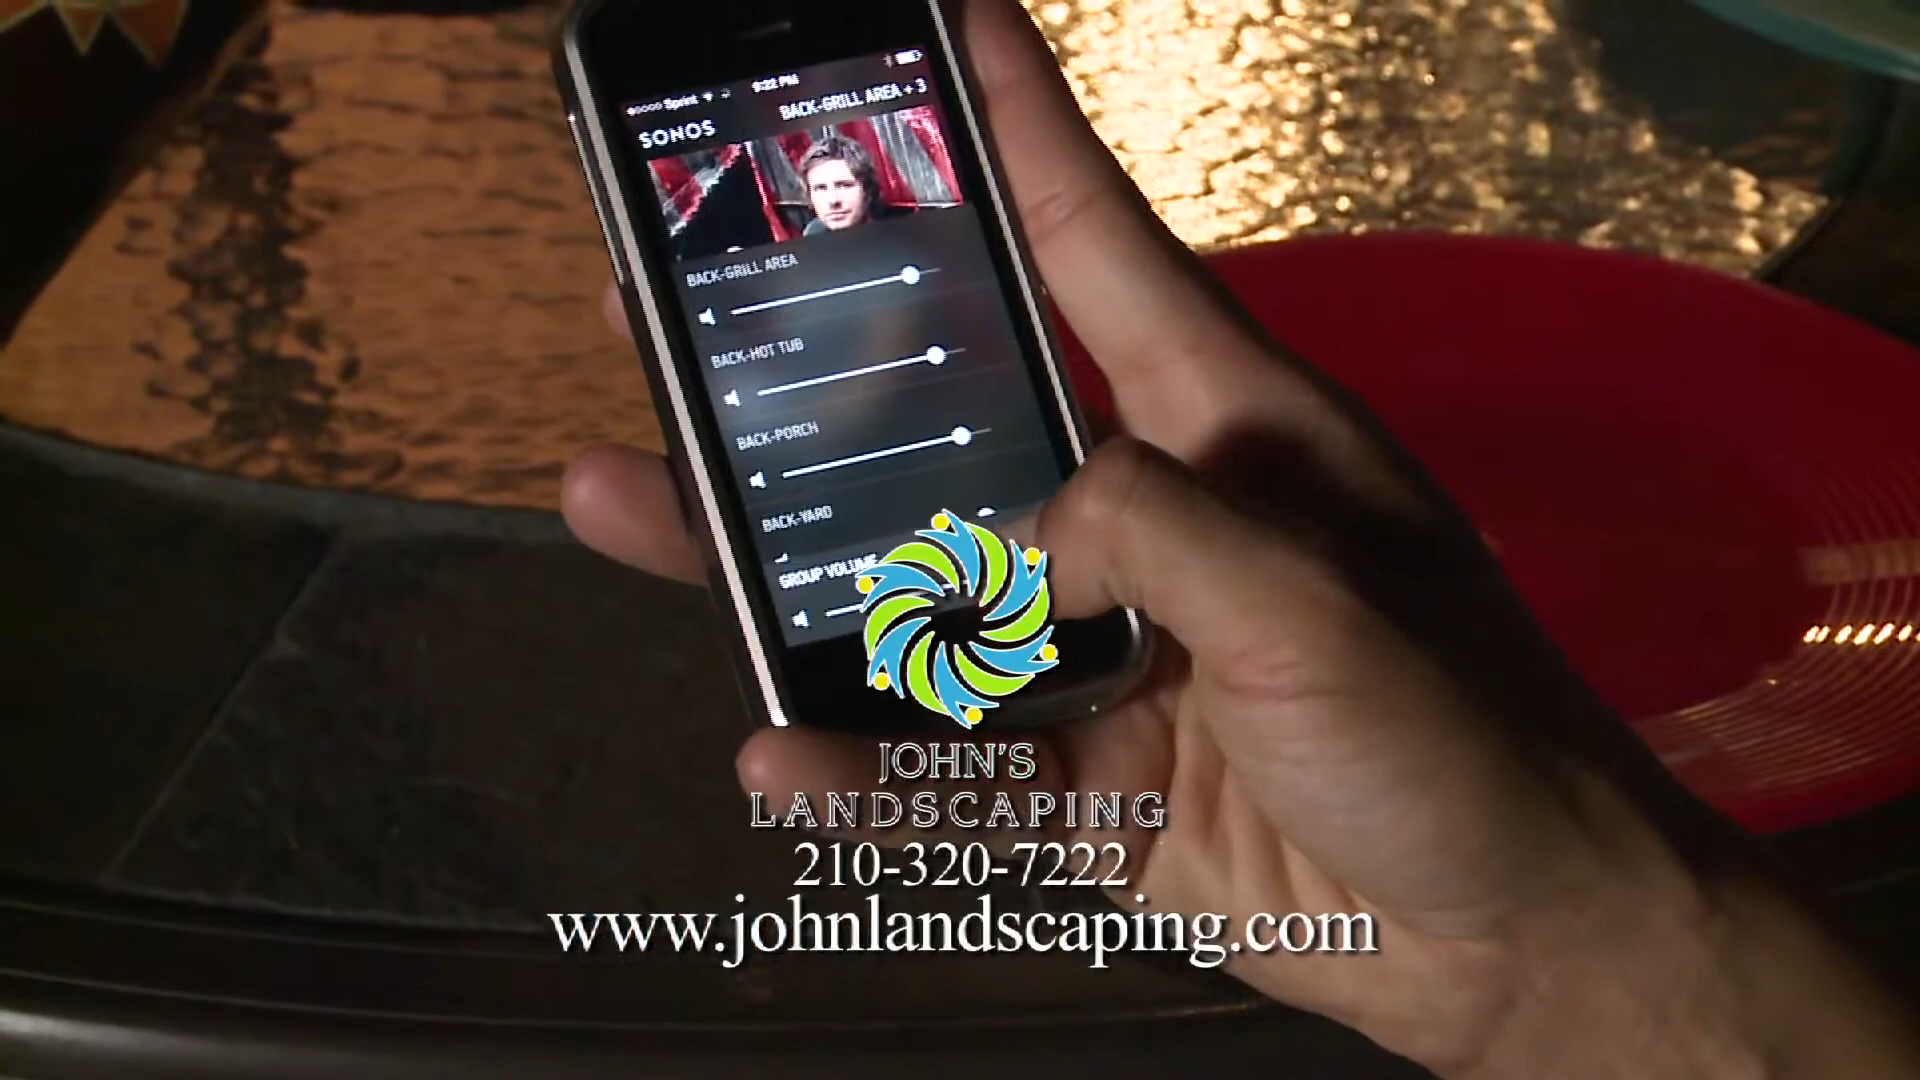 Sprint 9:22 PM
SONOS BACK-GRILL AREA + 3
BACK-GRILL AREA
BACK-HOT TUB
BACK-PORCH
BACK-YARD
GROUP VOLUME
JOHN'S
LANDSCAPING
210-320-7222
www.johnlandscaping.com